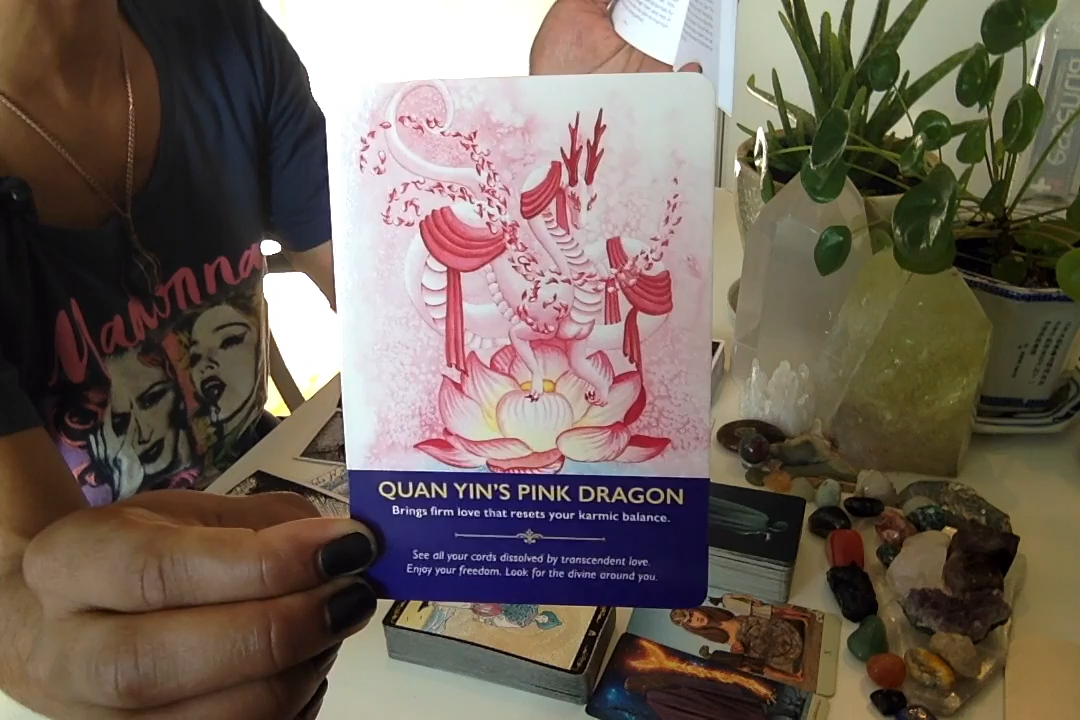 Madonna
QUAN YIN'S PINK DRAGON
Brings firm love that resets your karmic balance.
See all your cords dissolved by transcendent love.
Enjoy your freedom. Look for the divine around you.